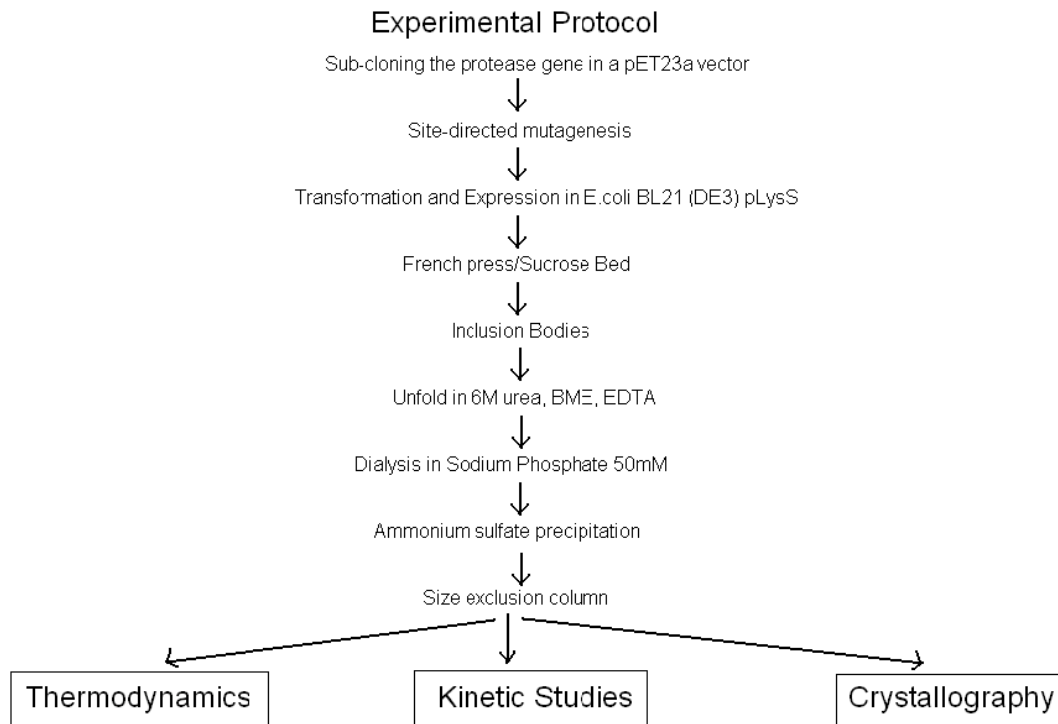 Experimental Protocol
Sub-cloning the protease gene in a pET23a vector
Site-directed mutagenesis
Transformation and Expression in E.coli BL21 (DE3) pLysS
French press/Sucrose Bed
Inclusion Bodies
Unfold in 6M urea, BME, EDTA
Dialysis in Sodium Phosphate 50mM
Ammonium sulfate precipitation
Size exclusion column
Thermodynamics
Kinetic Studies
Crystallography